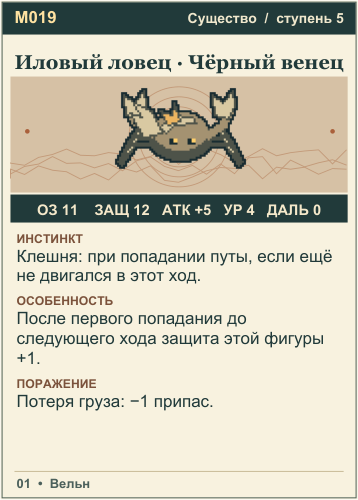 M019
Существо / ступень 5
Иловый ловец · Чёрный венец
ОЗ 11 ЗАЩ 12 АТК +5 УР 4 ДАЛЬ 0
ИНСТИНКТ
Клешня: при попадании путы, если ещё
не двигался в этот ход.
ОСОБЕННОСТЬ
После первого попадания до
следующего хода защита этой фигуры
+1.
ПОРАЖЕНИЕ
Потеря груза: −1 припас.
01 • Вельн